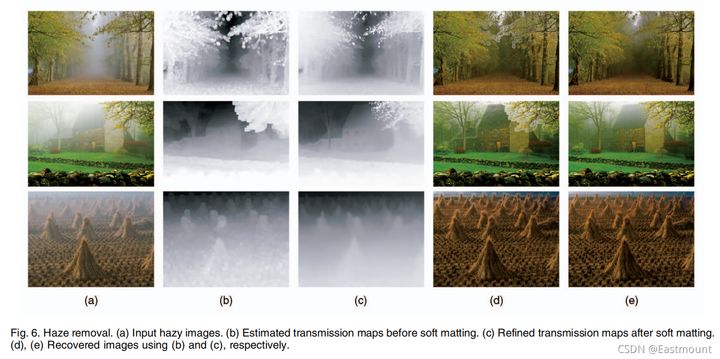 (a)
(b)
(c)
(d)
(e)
Fig. 6. Haze removal. (a) Input hazy images. (b) Estimated transmission maps before soft matting. (c) Refined transmission maps after soft matting.
(d), (e) Recovered images using (b) and (c), respectively.
CSDN @Eastmount